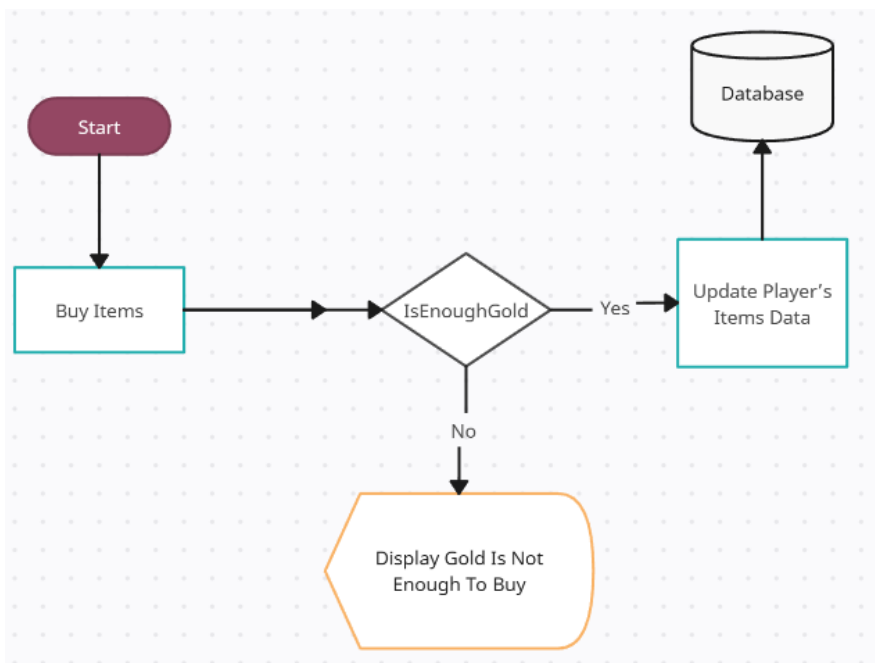 Start
Buy Items
IsEnoughGold
Yes
Update Player’s
Items Data
Database
No
Display Gold Is Not
Enough To Buy